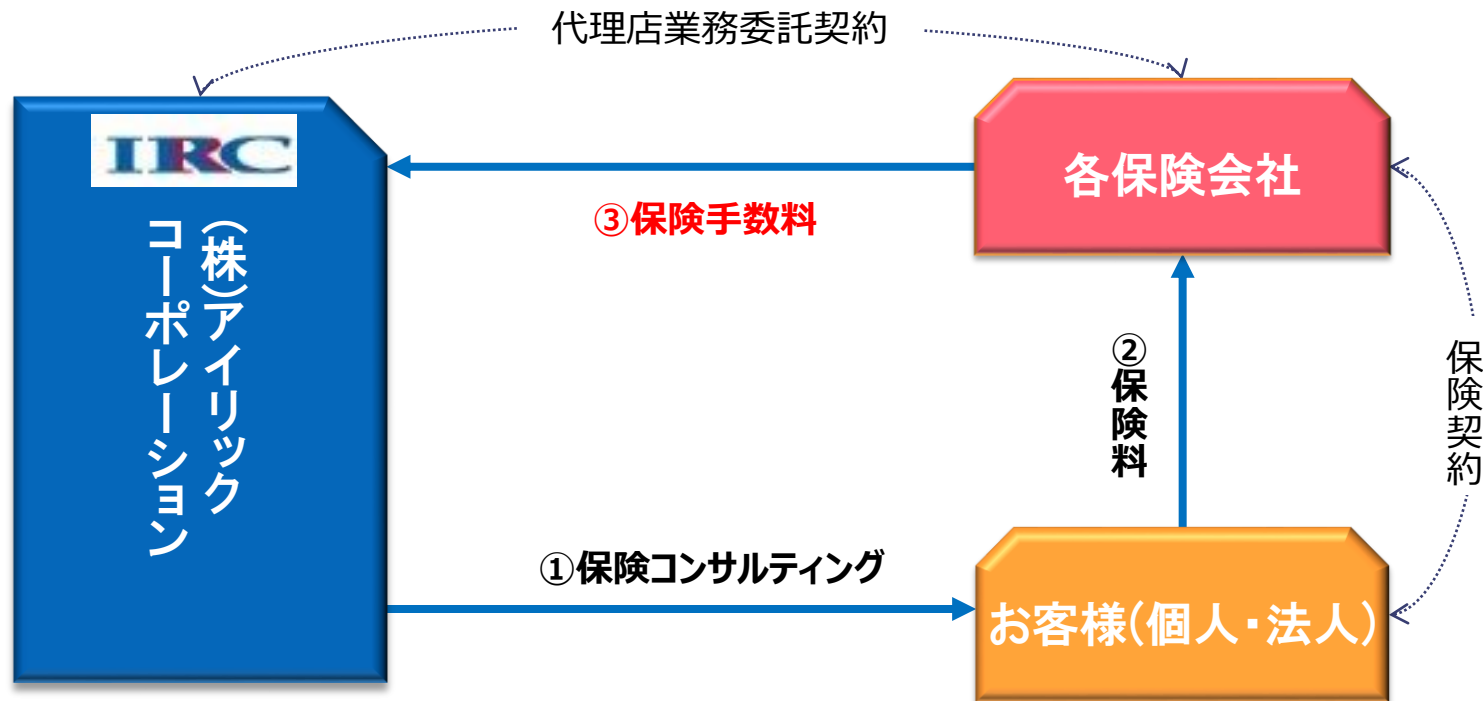 代理店業務委託契約
IRC
(株)アイリック
コーポレーション
各保険会社
③保険手数料
②保険料
保険契約
①保険コンサルティング
お客様(個人・法人)